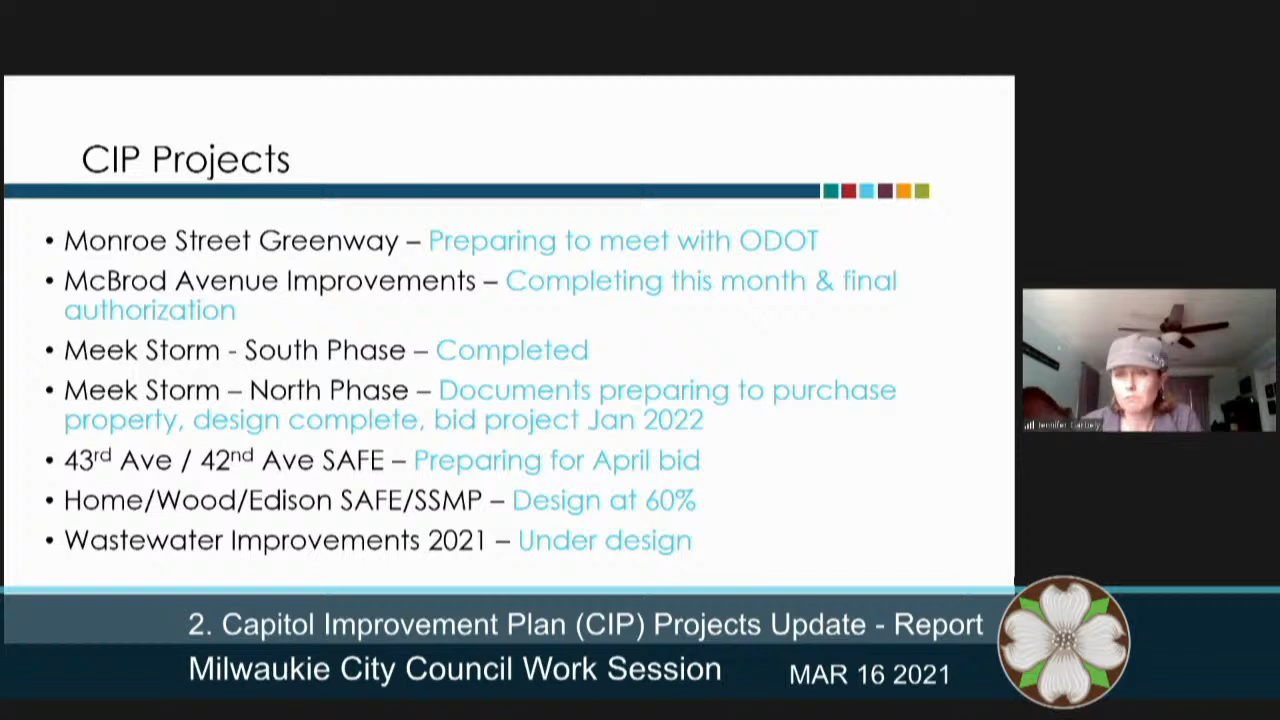 CIP Projects
• Monroe Street Greenway – Preparing to meet with ODOT
• McBrod Avenue Improvements – Completing this month & final
authorization
• Meek Storm - South Phase – Completed
• Meek Storm – North Phase – Documents preparing to purchase
property, design complete, bid project Jan 2022
• 43rd Ave / 42nd Ave SAFE – Preparing for April bid
• Home/Wood/Edison SAFE/SSMP – Design at 60%
• Wastewater Improvements 2021 – Under design
Jennifer Garbely
2. Capitol Improvement Plan (CIP) Projects Update - Report
Milwaukie City Council Work Session
MAR 16 2021